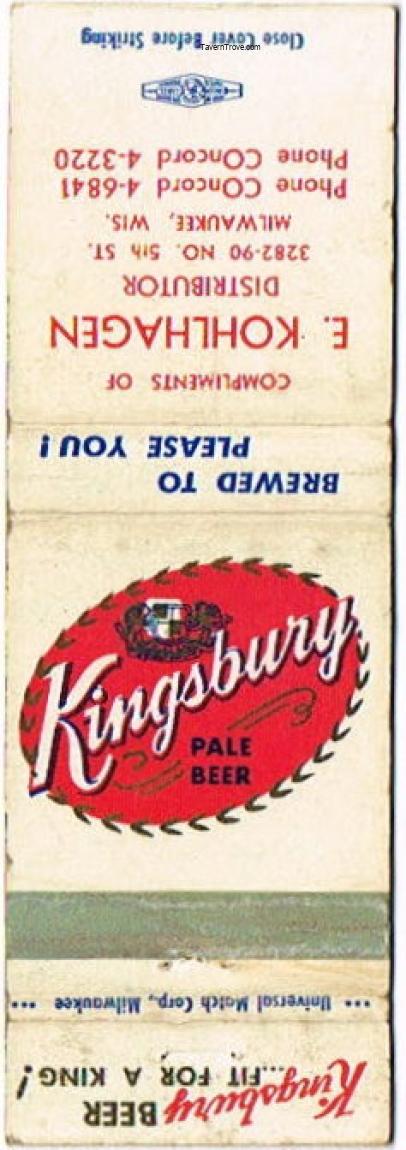 Close Cover Before Striking
TavernTrove.com
Phone COncord 4-3220
Phone COncord 4-6841
MILWAUKEE, WIS.
3282-90 NO. 5th ST.
DISTRIBUTOR
E. KOHLHAGEN
COMPLIMENTS OF
BREWED TO
PLEASE YOU!
Kingsbury
PALE
BEER
••• Universal Match Corp., Milwaukee •••
Kingsbury BEER
...FIT FOR A KING!